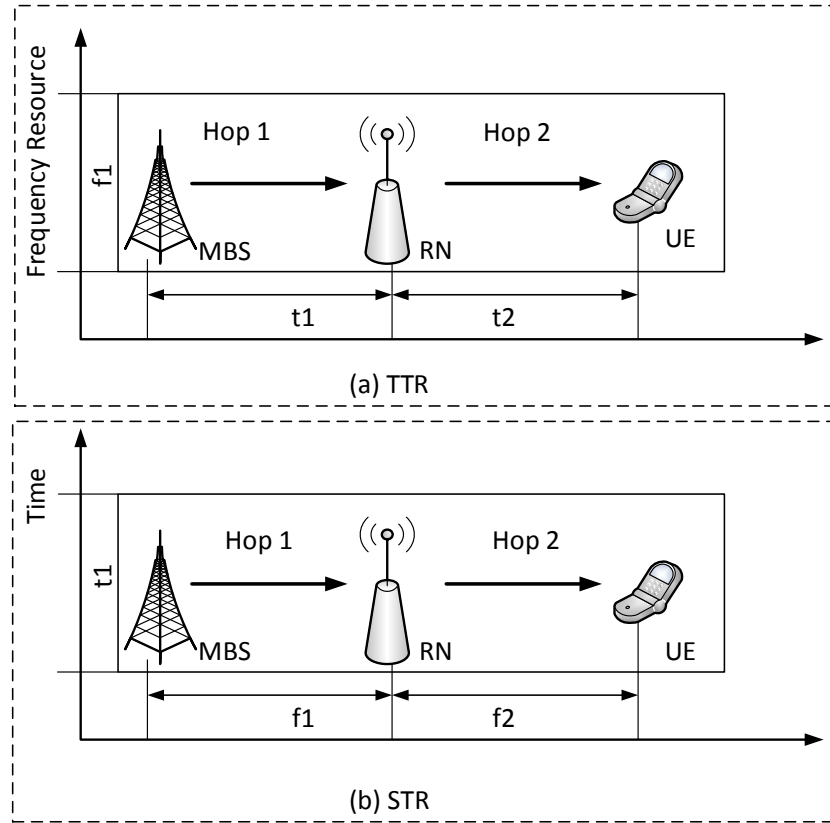 Frequency Resource
f1
Hop 1
Hop 2
MBS
RN
UE
t1
t2
(a) TTR
Time
t1
Hop 1
Hop 2
MBS
RN
UE
f1
f2
(b) STR